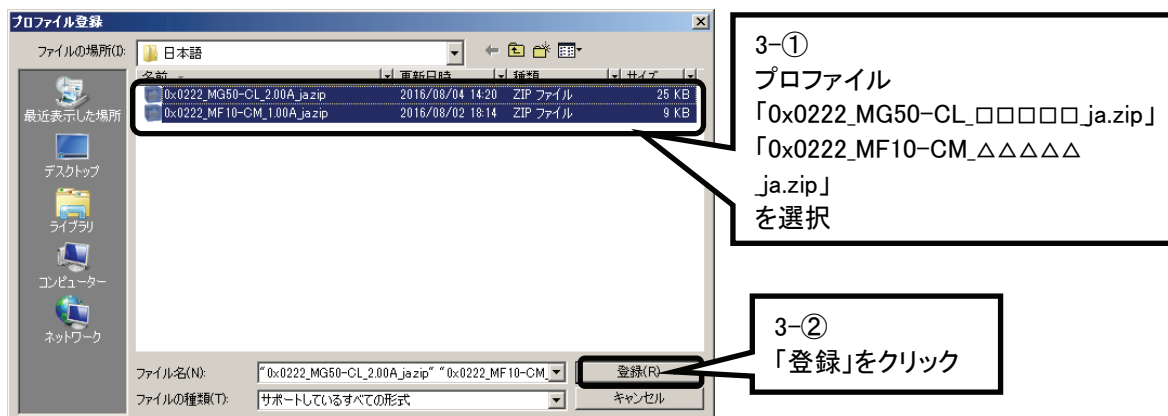 プロファイル登録
ファイルの場所(I):
日本語
名前
更新日時
種類
サイズ
0x0222_MG50-CL_2.00A_ja.zip 2016/08/04 14:20 ZIP ファイル 25 KB
0x0222_MF10-CM_1.00A_ja.zip 2016/08/02 18:14 ZIP ファイル 9 KB
最近表示した場所
デスクトップ
ライブラリ
コンピューター
ネットワーク
ファイル名(N):
"0x0222_MG50-CL_2.00A_ja.zip" "0x0222_MF10-CM_
登録(R)
ファイルの種類(T):
サポートしているすべての形式
キャンセル
3-①
プロファイル
「0x0222_MG50-CL_□□□□□_ja.zip」
「0x0222_MF10-CM_△△△△△
_ja.zip」
を選択
3-②
「登録」をクリック